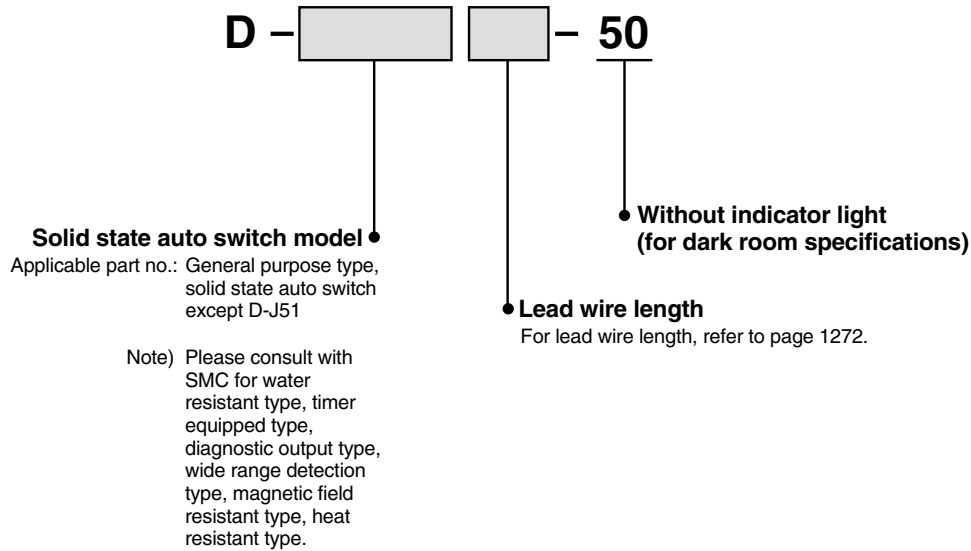 D – – 50
Without indicator light
(for dark room specifications)
Solid state auto switch model
Applicable part no.: General purpose type,
solid state auto switch
except D-J51
Lead wire length
For lead wire length, refer to page 1272.
Note) Please consult with
SMC for water
resistant type, timer
equipped type,
diagnostic output type,
wide range detection
type, magnetic field
resistant type, heat
resistant type.